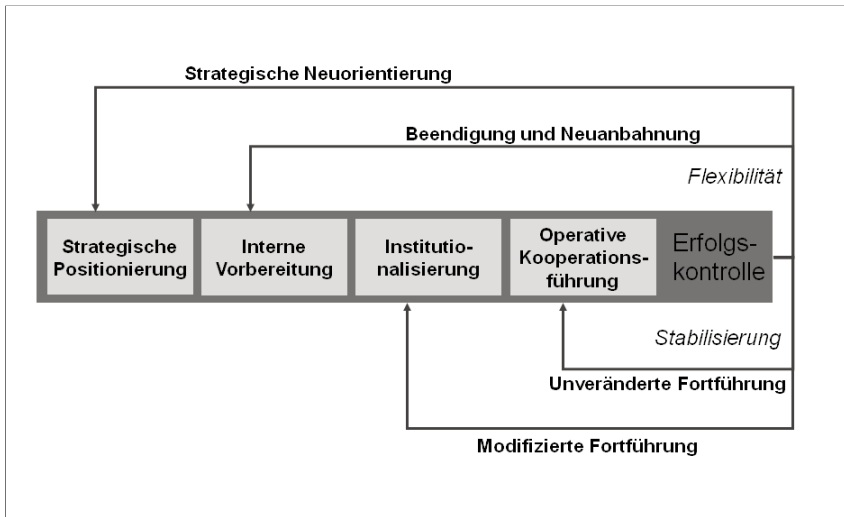 Strategische Neuorientierung
Beendigung und Neuanbahnung
Flexibilität
Strategische
Positionierung
Interne
Vorbereitung
Institutio-
nalisierung
Operative
Kooperations-
führung
Erfolgs-
kontrolle
Stabilisierung
Unveränderte Fortführung
Modifizierte Fortführung